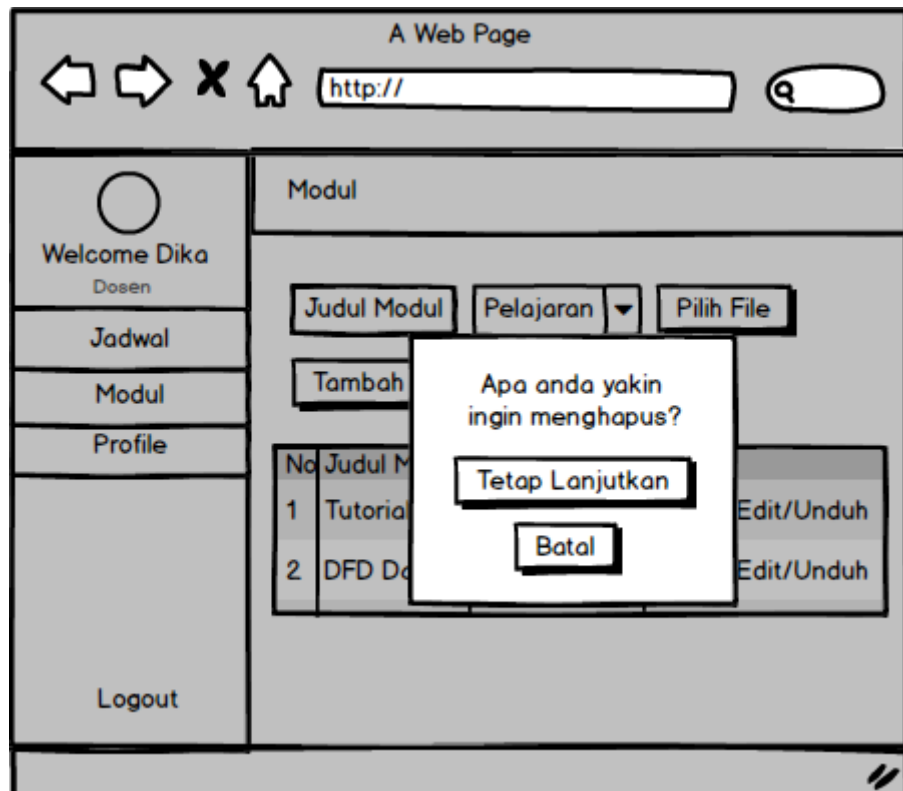 A Web Page
http://
Welcome Dika
Dosen
Jadwal
Modul
Profile
Logout
Modul
Judul Modul Pelajaran Pilih File
Tambah
Apa anda yakin
ingin menghapus?
Tetap Lanjutkan
Batal
No Judul M
1 Tutorial Edit/Unduh
2 DFD Da Edit/Unduh